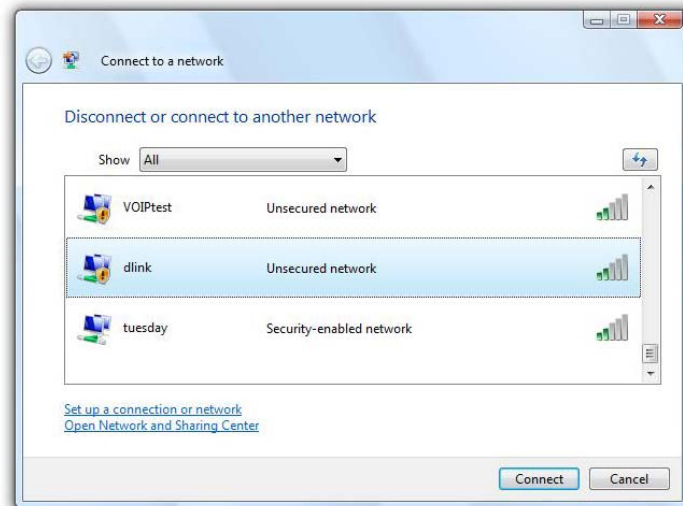 Connect to a network
Disconnect or connect to another network
Show All
VOIPtest Unsecured network
dlink Unsecured network
tuesday Security-enabled network
Set up a connection or network
Open Network and Sharing Center
Connect Cancel